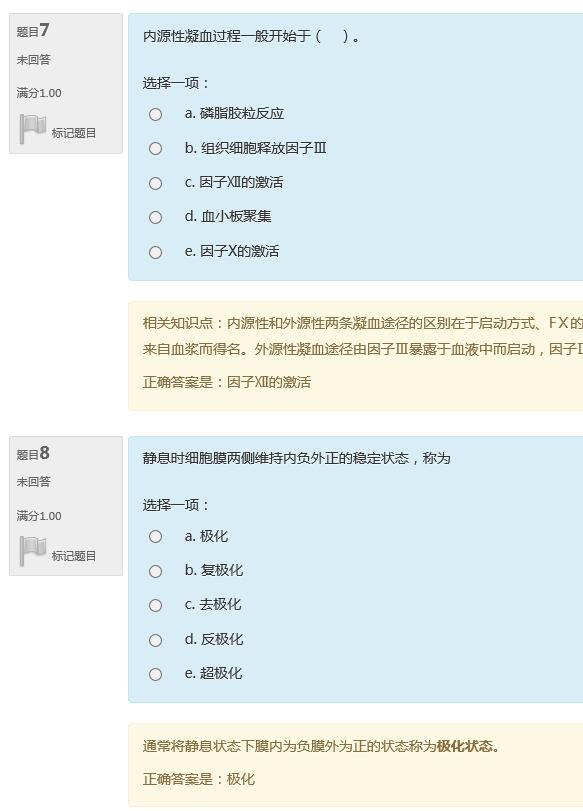 题目7
未回答
满分1.00
标记题目
内源性凝血过程一般开始于（ ）。
选择一项：
a. 磷脂胶粒反应
b. 组织细胞释放因子Ⅲ
c. 因子Ⅻ的激活
d. 血小板聚集
e. 因子Ⅹ的激活
相关知识点：内源性和外源性两条凝血途径的区别在于启动方式、FⅩ的
来自血浆而得名。外源性凝血途径由因子Ⅲ暴露于血液中而启动，因子
正确答案是：因子Ⅻ的激活
题目8
未回答
满分1.00
标记题目
静息时细胞膜两侧维持内负外正的稳定状态，称为
选择一项：
a. 极化
b. 复极化
c. 去极化
d. 反极化
e. 超极化
通常将静息状态下膜内为负膜外为正的状态称为极化状态。
正确答案是：极化